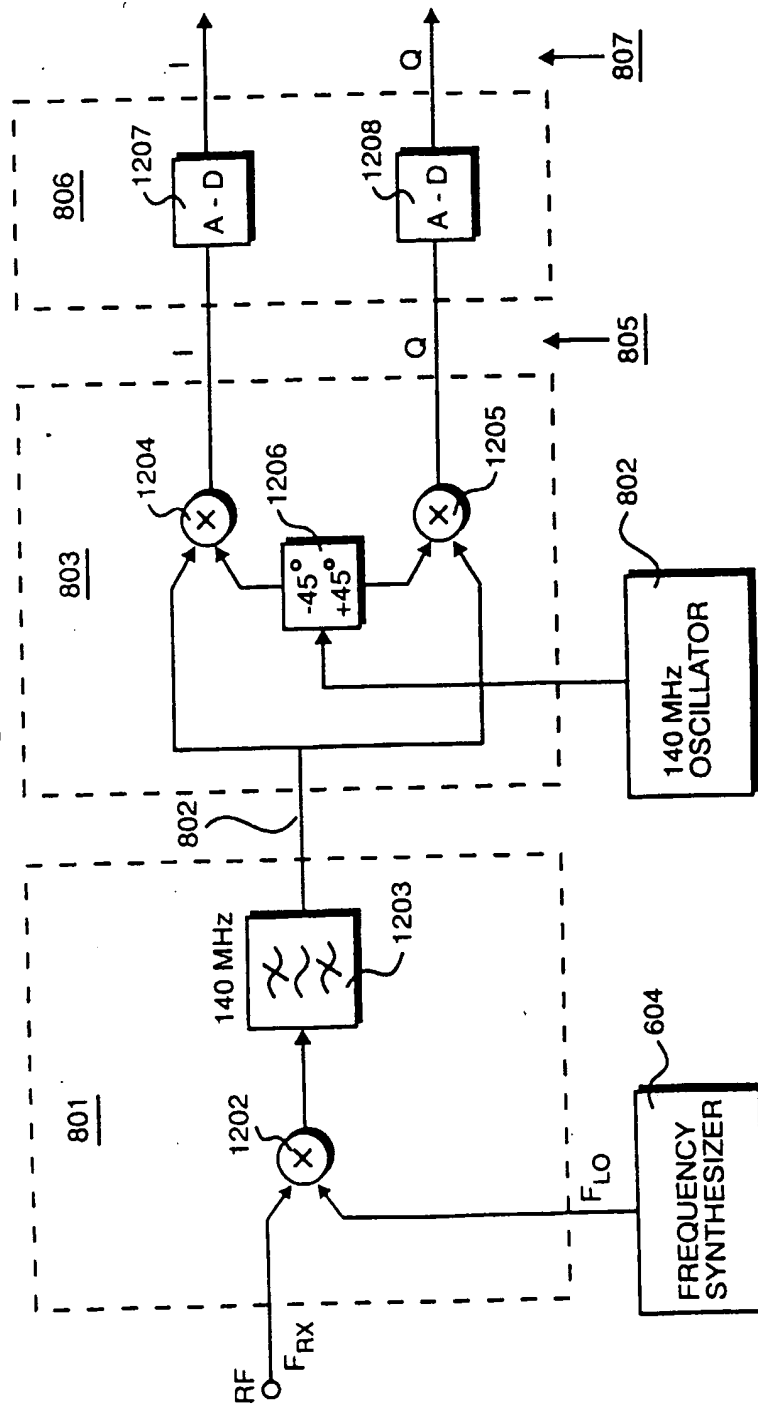 RF
F_RX
801
1202
140 MHz
1203
F_LO
FREQUENCY
SYNTHESIZER
604
802
803
1204
-45°
+45°
1206
1205
140 MHz
OSCILLATOR
802
I
Q
805
806
1207
A - D
1208
A - D
I
Q
807